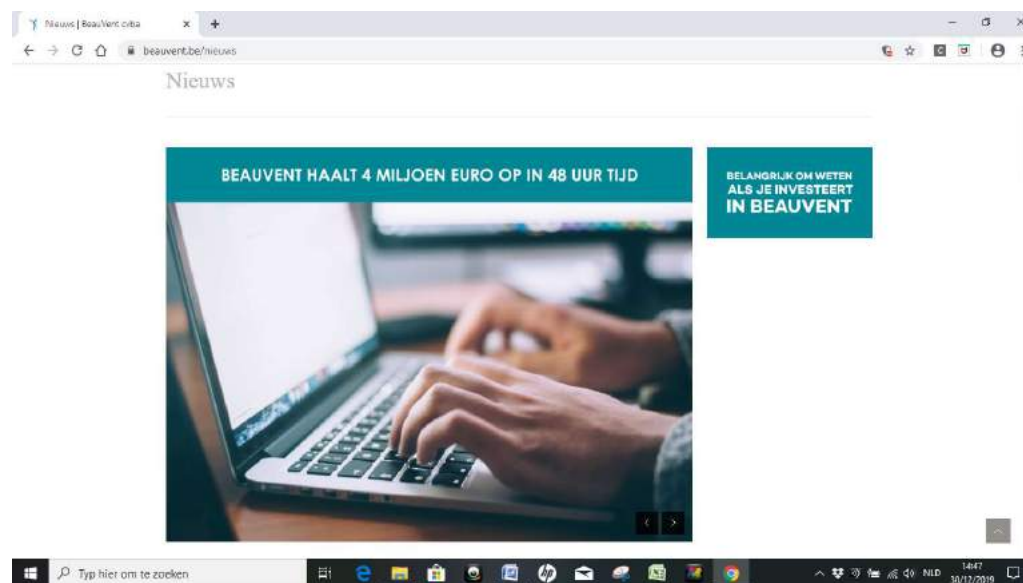 Nieuws | BeauVent cvba
beauvent.be/nieuws
Nieuws
BEAUVENT HAALT 4 MILJOEN EURO OP IN 48 UUR TIJD
BELANGRIJK OM WETEN
ALS JE INVESTEERT
IN BEAUVENT
Typ hier om te zoeken
NLD
14:47
30/12/2019